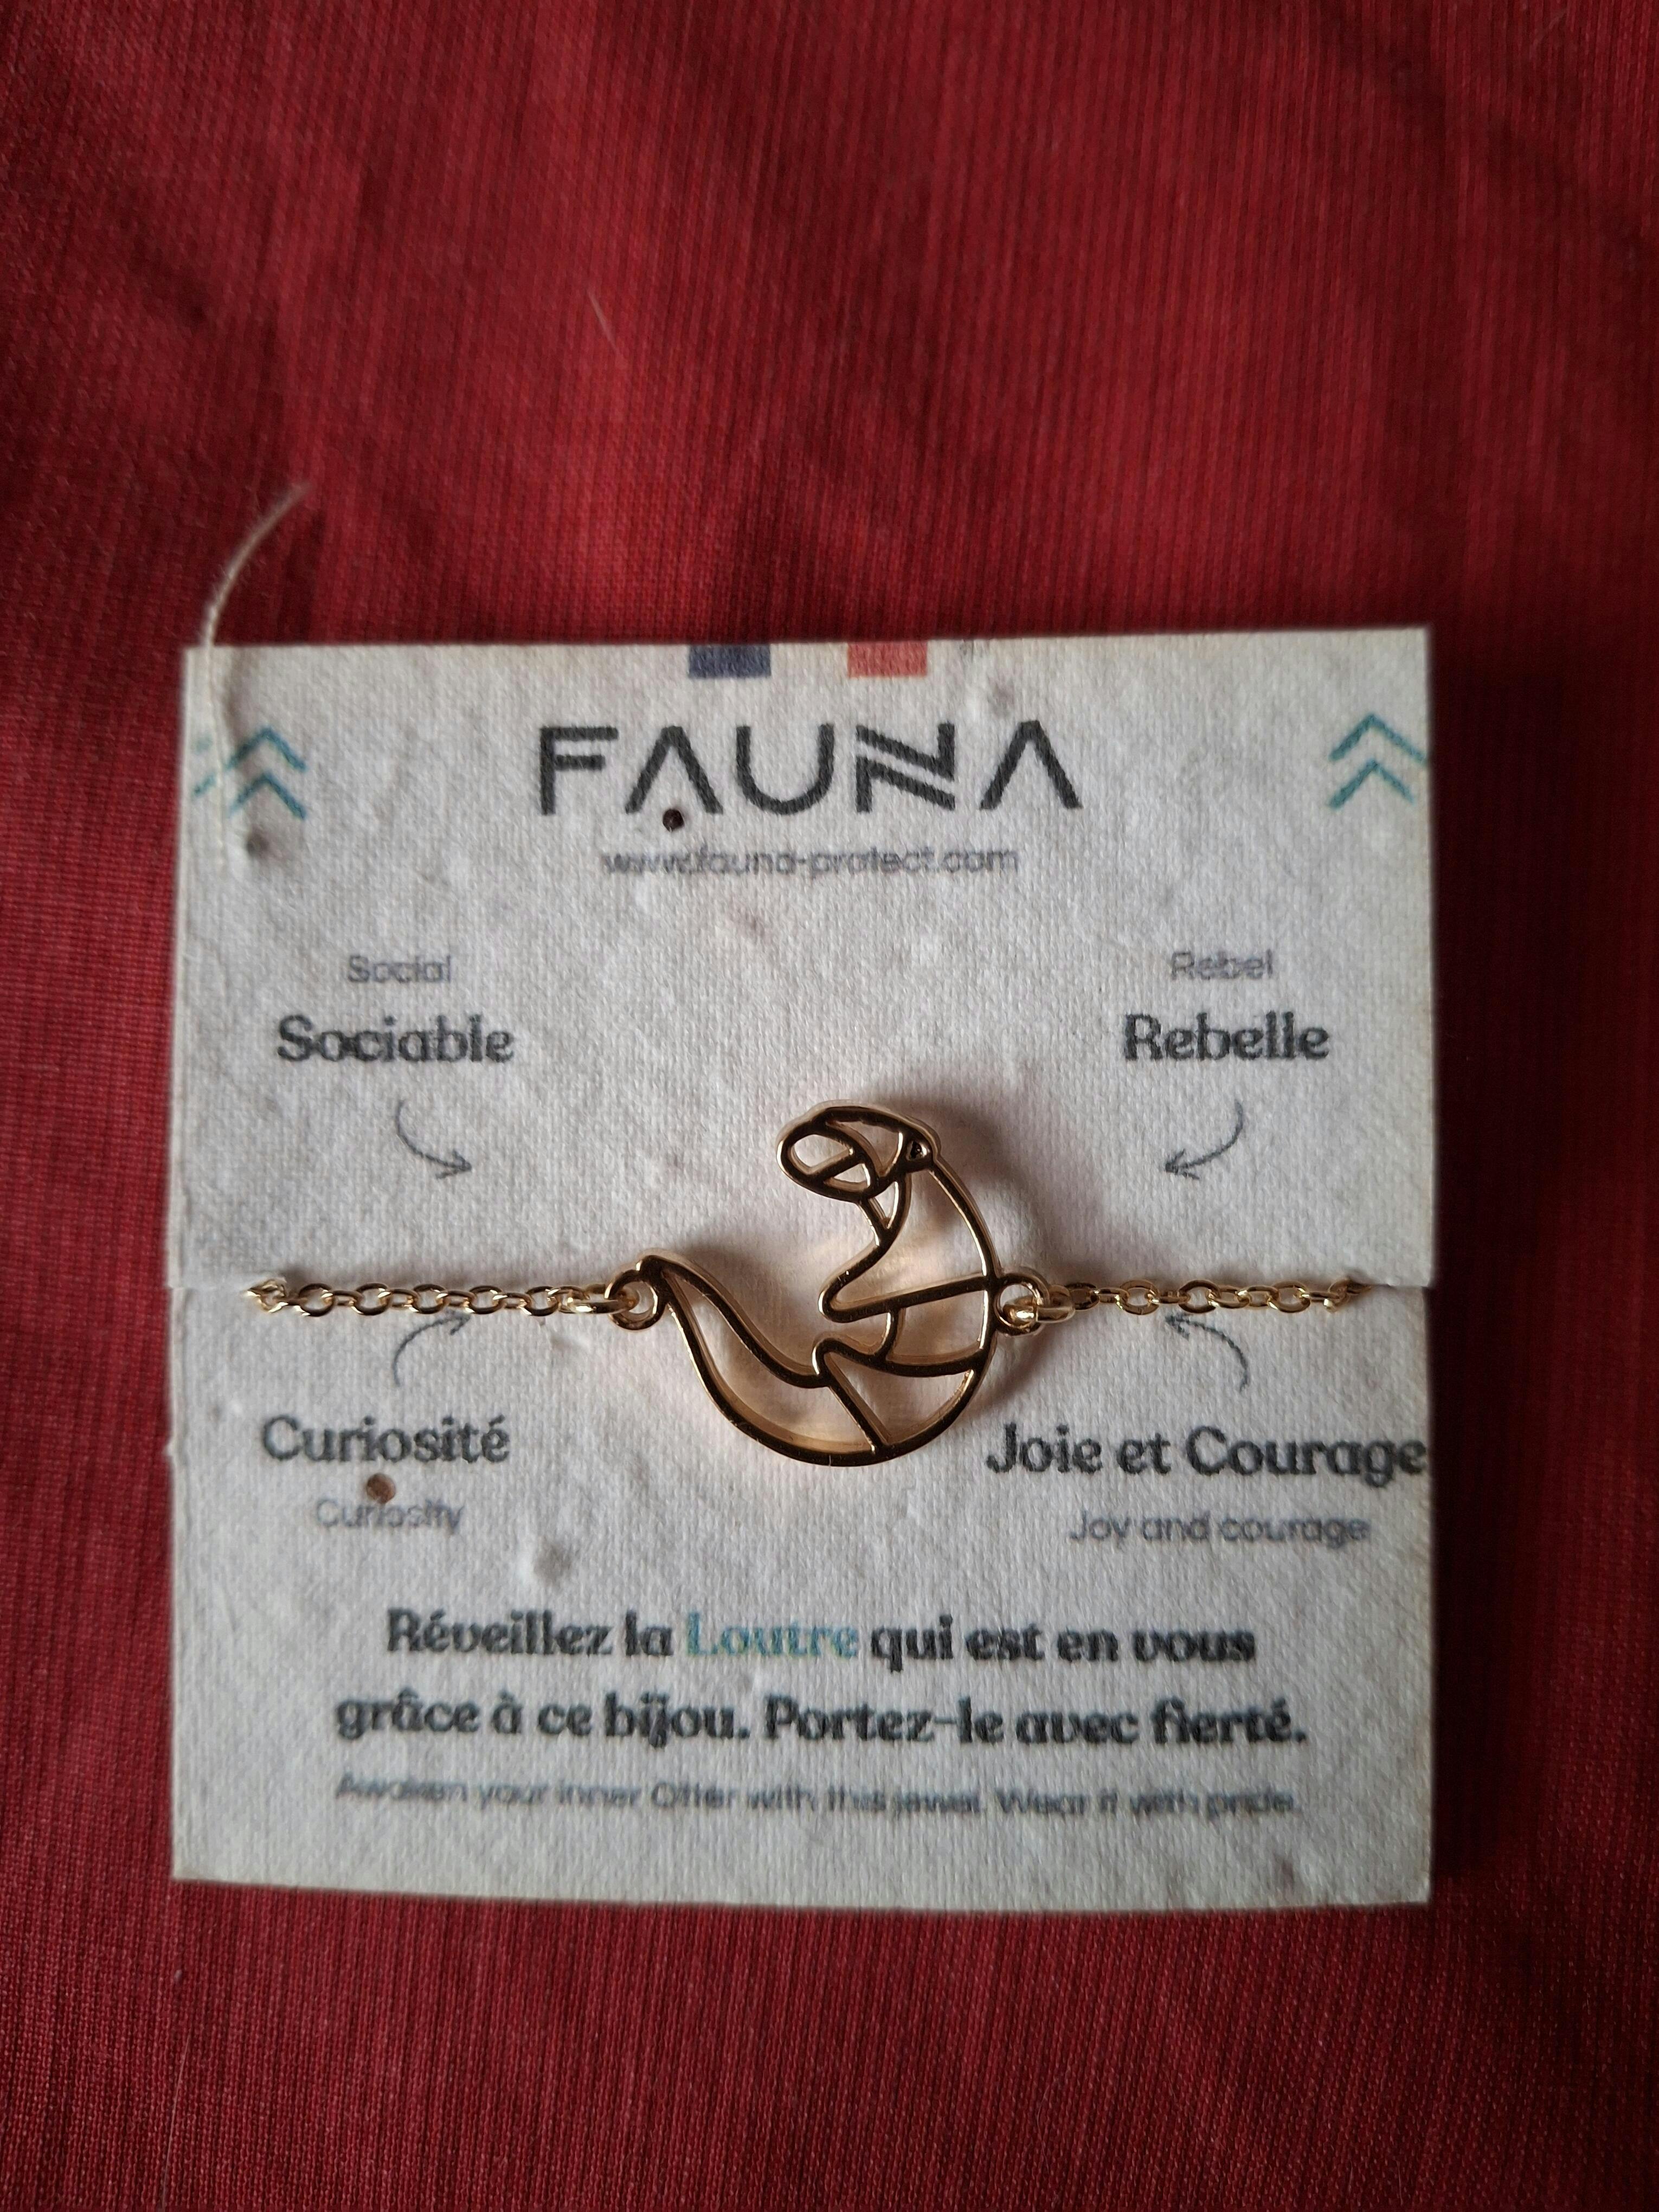 FAUNA
www.fauna-protect.com
Social
Sociable
Rebel
Rebelle
Curiosité
Curiosity
Joie et Courage
Joy and courage
Réveillez la Loutre qui est en vous
grâce à ce bijou. Portez-le avec fierté.
Awaken your inner Otter with this jewel. Wear it with pride.